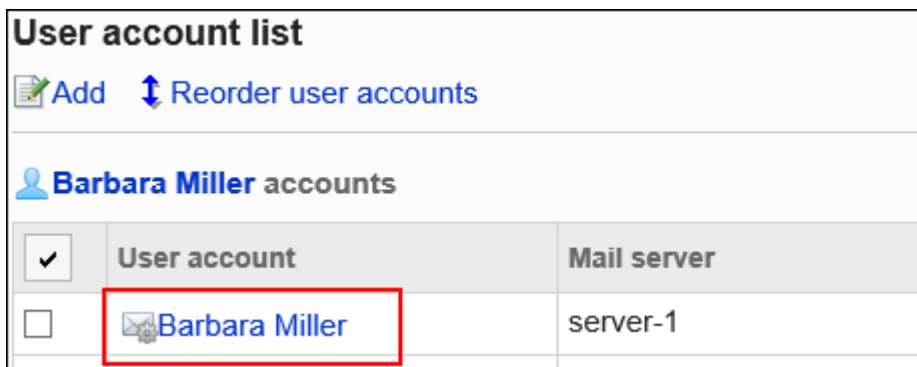 User account list
Add Reorder user accounts
Barbara Miller accounts
User account Mail server
Barbara Miller server-1